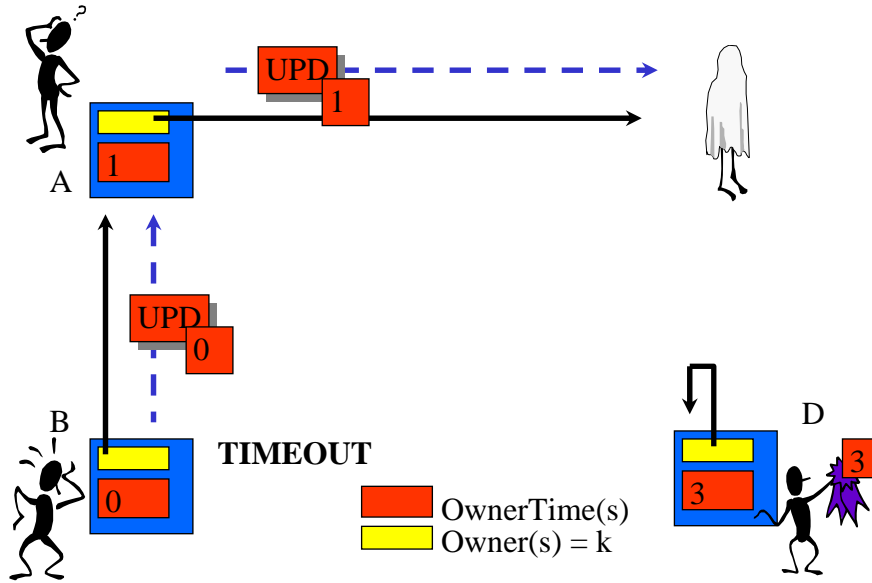 ?
UPD
1
1
A
UPD
0
B
! ! !
TIMEOUT
0
D
3
3
OwnerTime(s)
Owner(s) = k